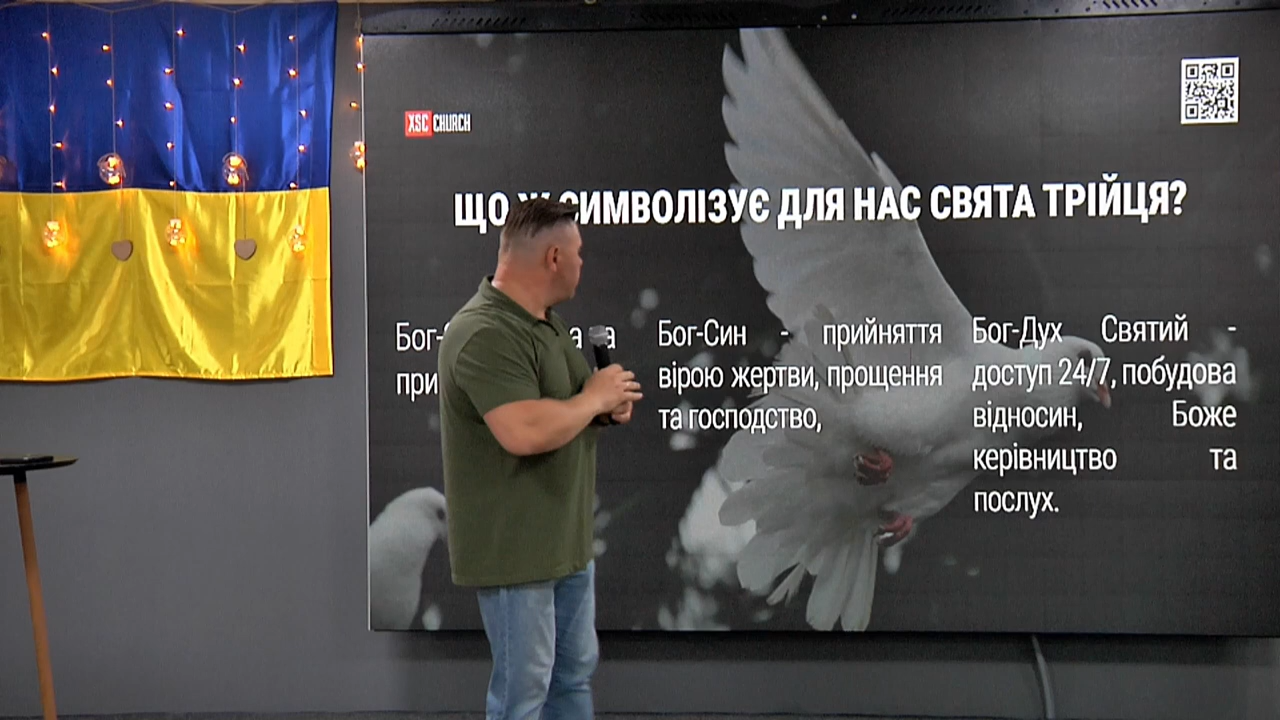 XSC CHURCH
ЩО Ж СИМВОЛІЗУЄ ДЛЯ НАС СВЯТА ТРІЙЦЯ?
Бог-
Бог-Син - прийняття
вірою жертви, прощення
та господство,
Бог-Дух Святий -
доступ 24/7, побудова
відносин, Боже
керівництво та
послух.